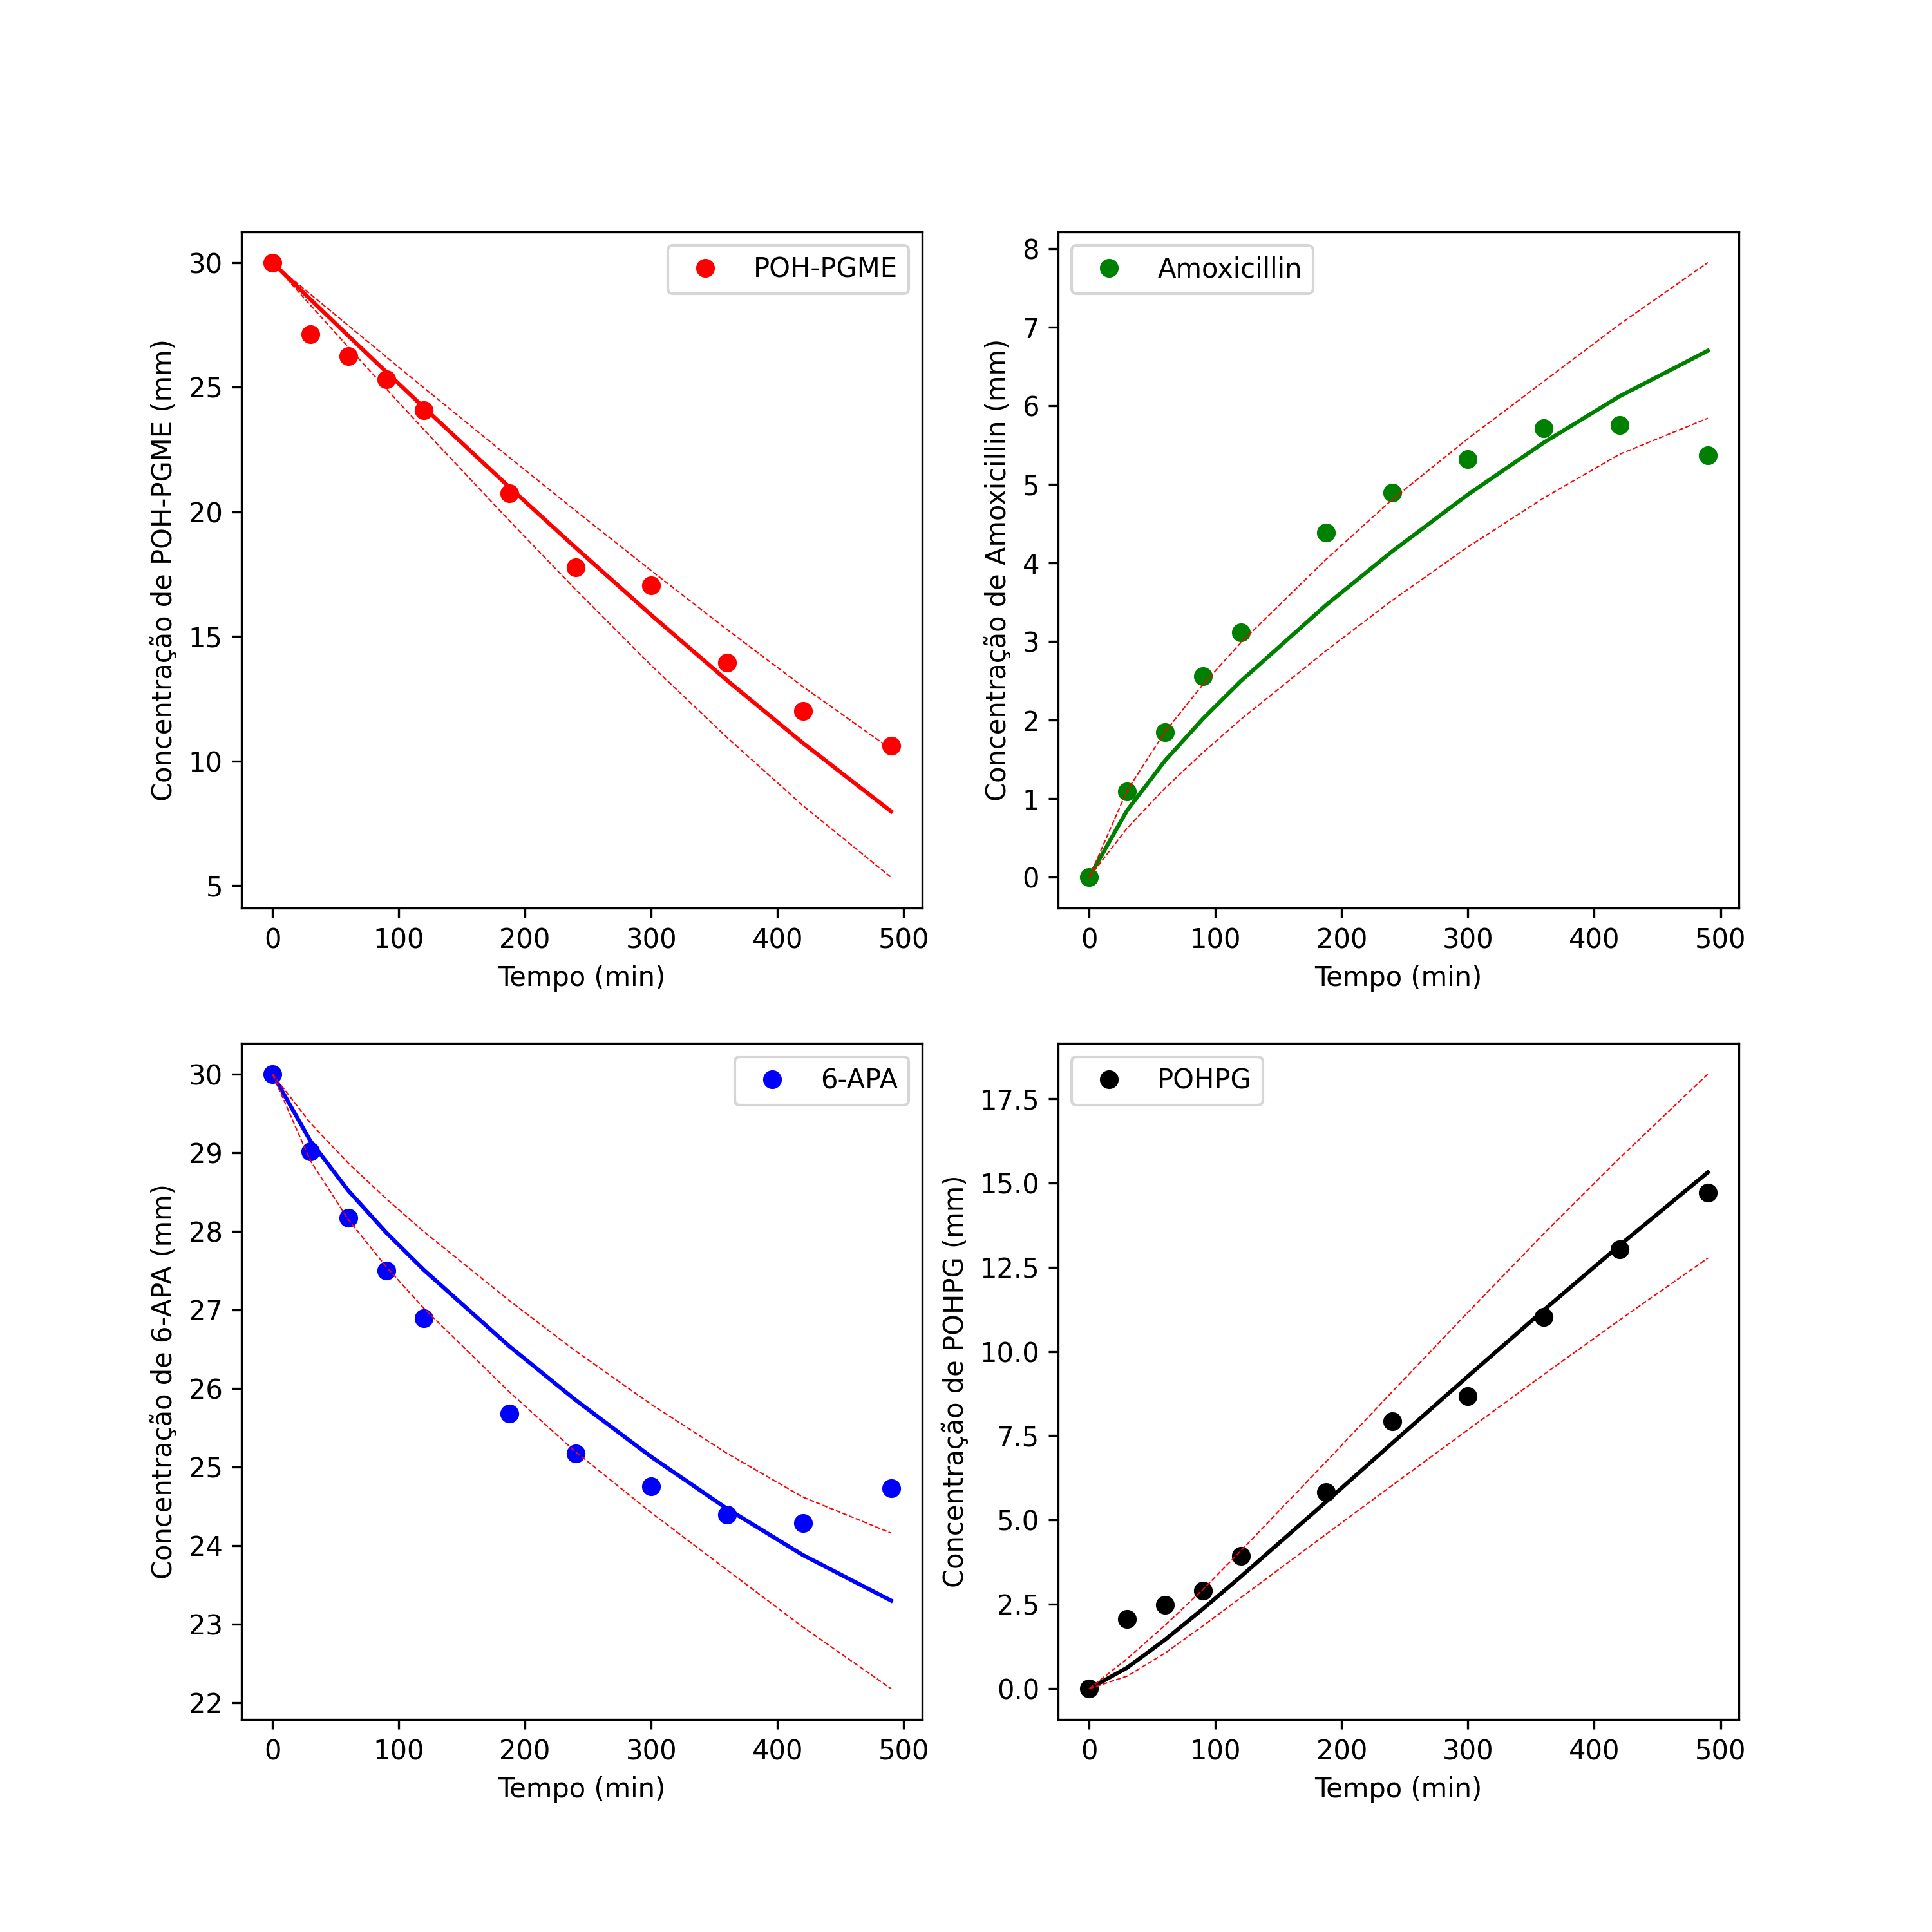 POH-PGME
30
25
20
15
10
5
Concentração de POH-PGME (mm)
0 100 200 300 400 500
Tempo (min)
Amoxicillin
8
7
6
5
4
3
2
1
0
Concentração de Amoxicillin (mm)
0 100 200 300 400 500
Tempo (min)
6-APA
30
29
28
27
26
25
24
23
22
Concentração de 6-APA (mm)
0 100 200 300 400 500
Tempo (min)
POHPG
17.5
15.0
12.5
10.0
7.5
5.0
2.5
0.0
Concentração de POHPG (mm)
0 100 200 300 400 500
Tempo (min)